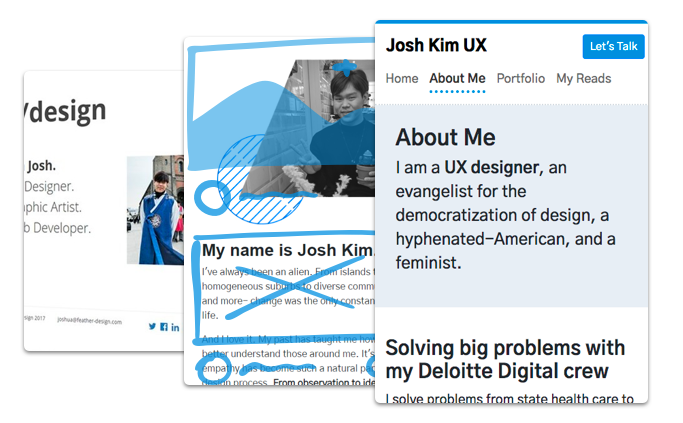 /design
Josh.
Designer.
phic Artist.
b Developer.
sign 2017 joshua@feather-design.com
My name is Josh Kim.
I've always been an alien. From islands t
homogeneous suburbs to diverse commu
and more– change was the only constan
life.
And I love it. My past has taught me how
better understand those around me. It's
empathy has become such a natural pa
design process. From observation to ide
Josh Kim UX
Let's Talk
Home About Me Portfolio My Reads
About Me
I am a UX designer, an
evangelist for the
democratization of design, a
hyphenated-American, and a
feminist.
Solving big problems with
my Deloitte Digital crew
I solve problems from state health care to